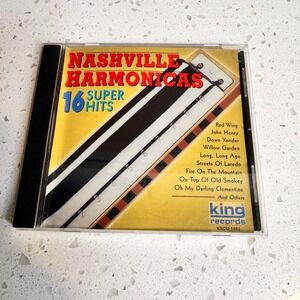 NASHVILLE
HARMONICAS
16 SUPER
HITS
Red Wing
John Henry
Down Yonder
Willow Garden
Long, Long Ago
Streets Of Laredo
Fire On The Mountain
On Top Of Old Smokey
Oh My Darling Clementine
And Others
king
records